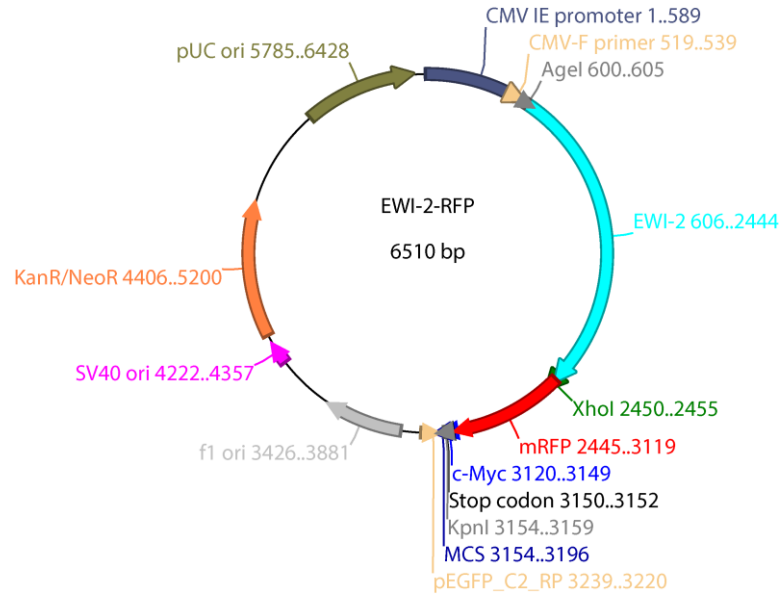 CMV IE promoter 1..589
pUC ori 5785..6428
CMV-F primer 519..539
AgeI 600..605
EWI-2-RFP
6510 bp
EWI-2 606..2444
KanR/NeoR 4406..5200
SV40 ori 4222..4357
XhoI 2450..2455
f1 ori 3426..3881
mRFP 2445..3119
c-Myc 3120..3149
Stop codon 3150..3152
KpnI 3154..3159
MCS 3154..3196
pEGFP_C2_RP 3239..3220